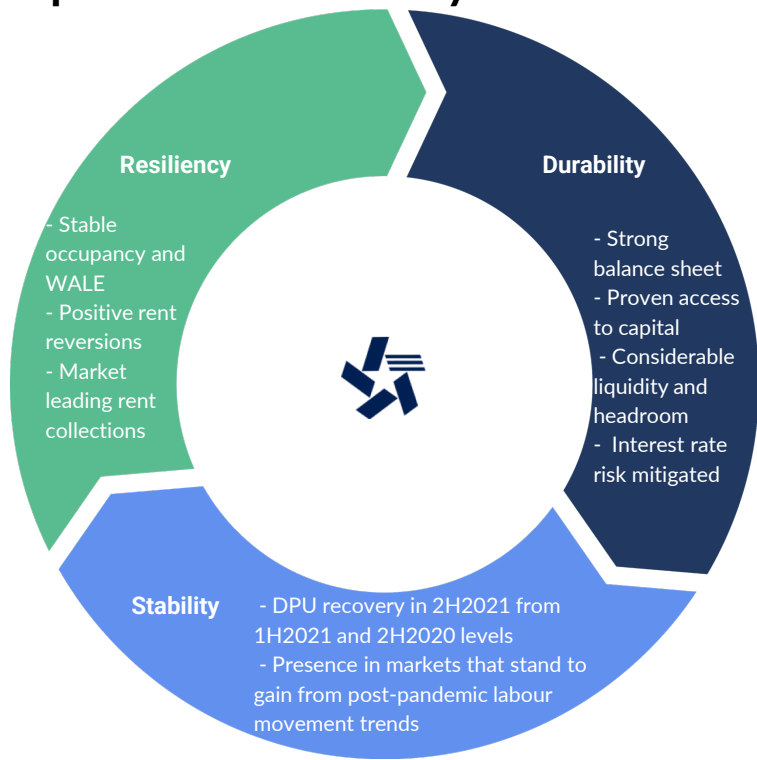 Resiliency
- Stable
occupancy and
WALE
- Positive rent
reversions
- Market
leading rent
collections
Durability
- Strong
balance sheet
- Proven access
to capital
- Considerable
liquidity and
headroom
- Interest rate
risk mitigated
Stability
- DPU recovery in 2H2021 from
1H2021 and 2H2020 levels
- Presence in markets that stand to
gain from post-pandemic labour
movement trends